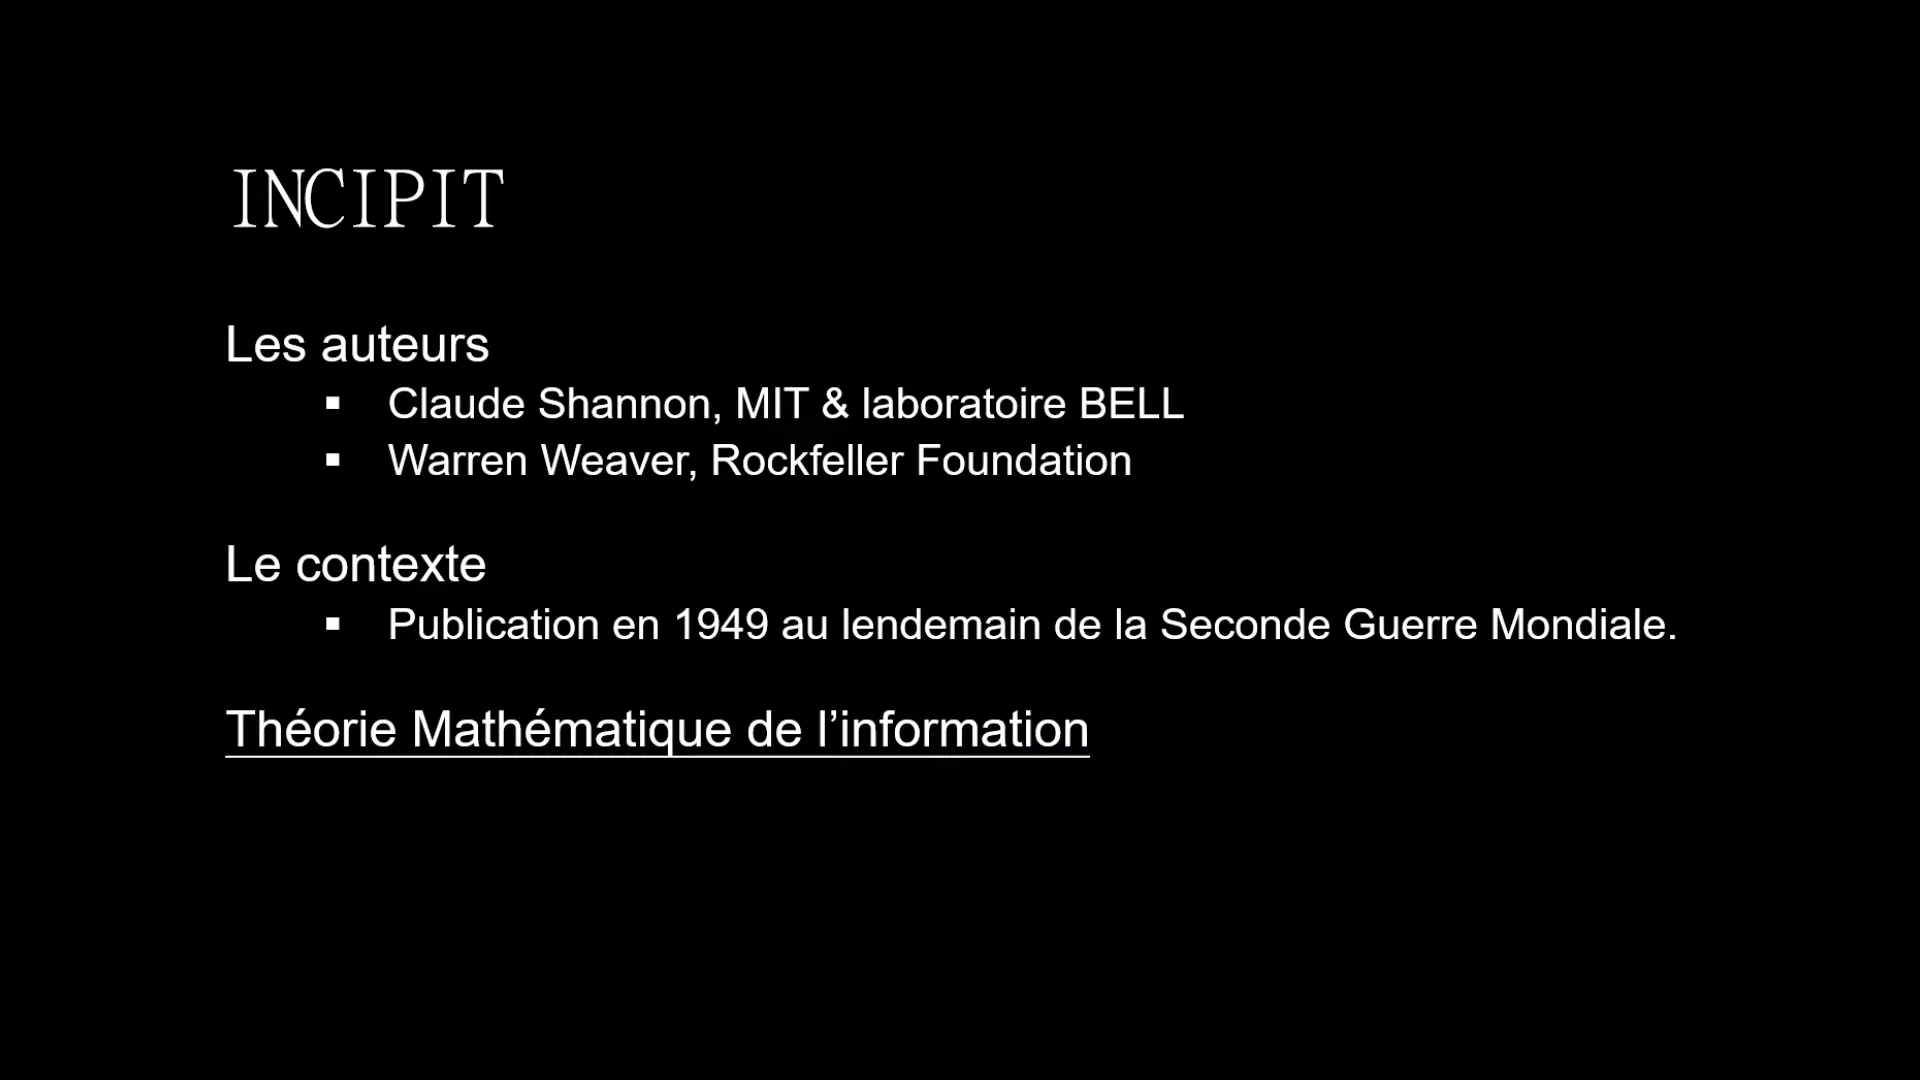 INCIPIT
Les auteurs
▪ Claude Shannon, MIT & laboratoire BELL
▪ Warren Weaver, Rockfeller Foundation
Le contexte
▪ Publication en 1949 au lendemain de la Seconde Guerre Mondiale.
Théorie Mathématique de l’information